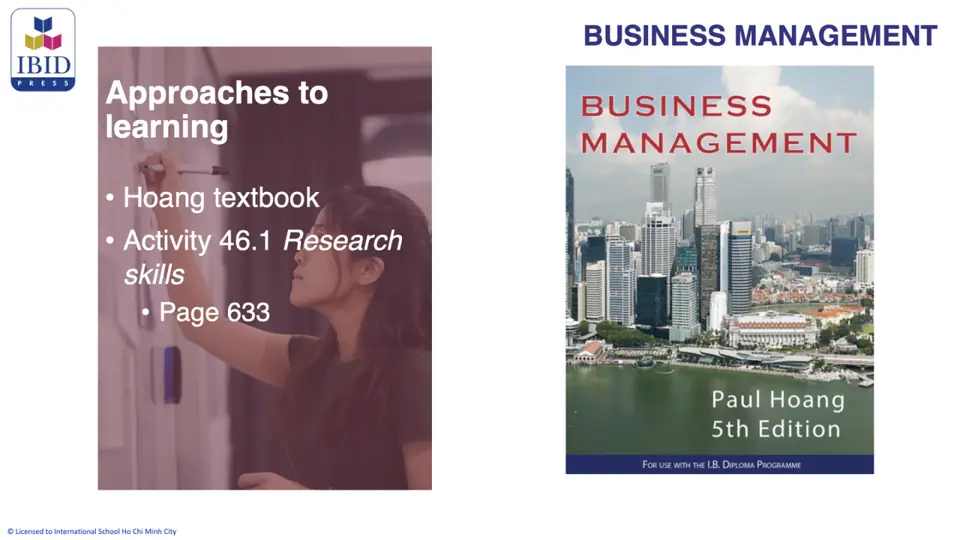 IBID
PRESS
BUSINESS MANAGEMENT
Approaches to
learning
• Hoang textbook
• Activity 46.1 Research
skills
• Page 633
BUSINESS
MANAGEMENT
Paul Hoang
5th Edition
FOR USE WITH THE I.B. DIPLOMA PROGRAMME
© Licensed to International School Ho Chi Minh City